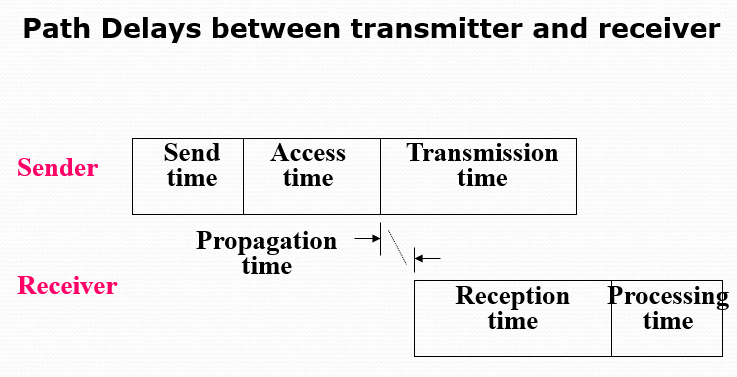 Path Delays between transmitter and receiver
Sender
Send
time
Access
time
Transmission
time
Propagation
time
Receiver
Reception
time
Processing
time